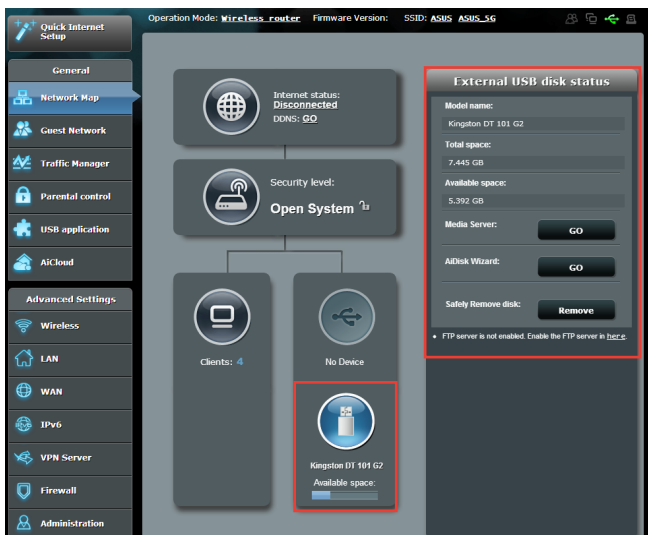 Quick Internet
Setup
Operation Mode: Wireless router Firmware Version: SSID: ASUS ASUS_5G
General
Network Map
Guest Network
Traffic Manager
Parental control
USB application
AiCloud
Advanced Settings
Wireless
LAN
WAN
IPv6
VPN Server
Firewall
Administration
Internet status:
Disconnected
DDNS: GO
Security level:
Open System
Clients: 4
No Device
Kingston DT 101 G2
Available space:
External USB disk status
Model name:
Kingston DT 101 G2
Total space:
7.445 GB
Available space:
5.392 GB
Media Server: GO
AiDisk Wizard: GO
Safely Remove disk: Remove
• FTP server is not enabled. Enable the FTP server in here.